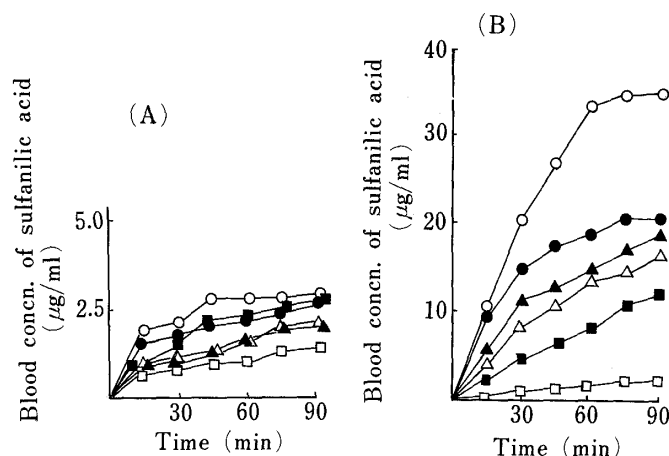 (A)
Blood concn. of sulfanilic acid
(μg/ml)
5.0
2.5
30
60
90
Time (min)
(B)
Blood concn. of sulfanilic acid
(μg/ml)
40
30
20
10
30
60
90
Time (min)